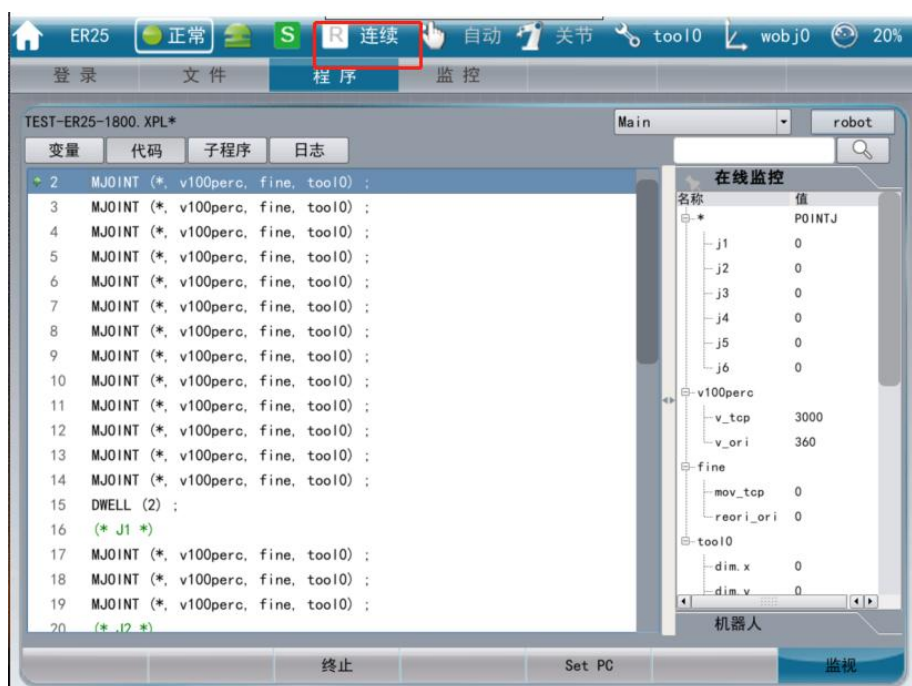 ER25 正常 S R 连续 自动 关节 tool0 wobj0 20%
登录 文件 程序 监控
TEST-ER25-1800.XPL* Main robot
变量 代码 子程序 日志
在线监控
名称 值
2 MJOINT (*, v100perc, fine, tool0) ;
3 MJOINT (*, v100perc, fine, tool0) ;
4 MJOINT (*, v100perc, fine, tool0) ;
5 MJOINT (*, v100perc, fine, tool0) ;
6 MJOINT (*, v100perc, fine, tool0) ;
7 MJOINT (*, v100perc, fine, tool0) ;
8 MJOINT (*, v100perc, fine, tool0) ;
9 MJOINT (*, v100perc, fine, tool0) ;
10 MJOINT (*, v100perc, fine, tool0) ;
11 MJOINT (*, v100perc, fine, tool0) ;
12 MJOINT (*, v100perc, fine, tool0) ;
13 MJOINT (*, v100perc, fine, tool0) ;
14 MJOINT (*, v100perc, fine, tool0) ;
15 DWELL (2) ;
16 (* J1 *)
17 MJOINT (*, v100perc, fine, tool0) ;
18 MJOINT (*, v100perc, fine, tool0) ;
19 MJOINT (*, v100perc, fine, tool0) ;
20 (* J2 *)
* POINTJ
j1 0
j2 0
j3 0
j4 0
j5 0
j6 0
v100perc
v_tcp 3000
v_ori 360
fine
mov_tcp 0
reori_ori 0
tool0
dim.x 0
dim.y 0
机器人
终止 Set PC 监视